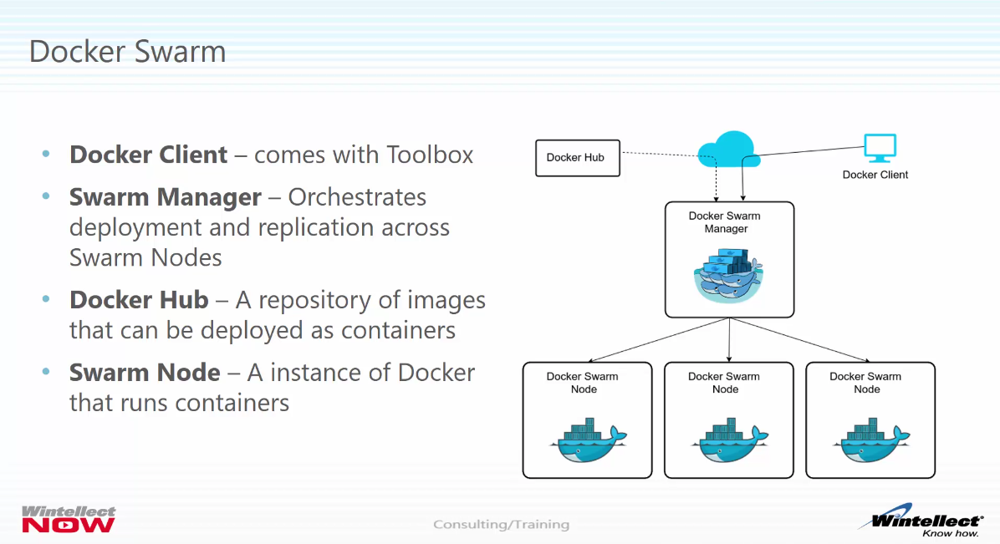 Docker Swarm
• Docker Client – comes with Toolbox
• Swarm Manager – Orchestrates
deployment and replication across
Swarm Nodes
• Docker Hub – A repository of images
that can be deployed as containers
• Swarm Node – A instance of Docker
that runs containers
Docker Hub
Docker Client
Docker Swarm
Manager
Docker Swarm
Node
Docker Swarm
Node
Docker Swarm
Node
Wintellect
NOW
Consulting/Training
Wintellect
Know how.